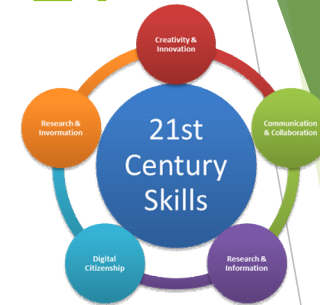 Creativity &
Innovation
Research &
Invormation
21st
Century
Skills
Communication
& Collaboration
Digital
Citizenship
Research &
Information